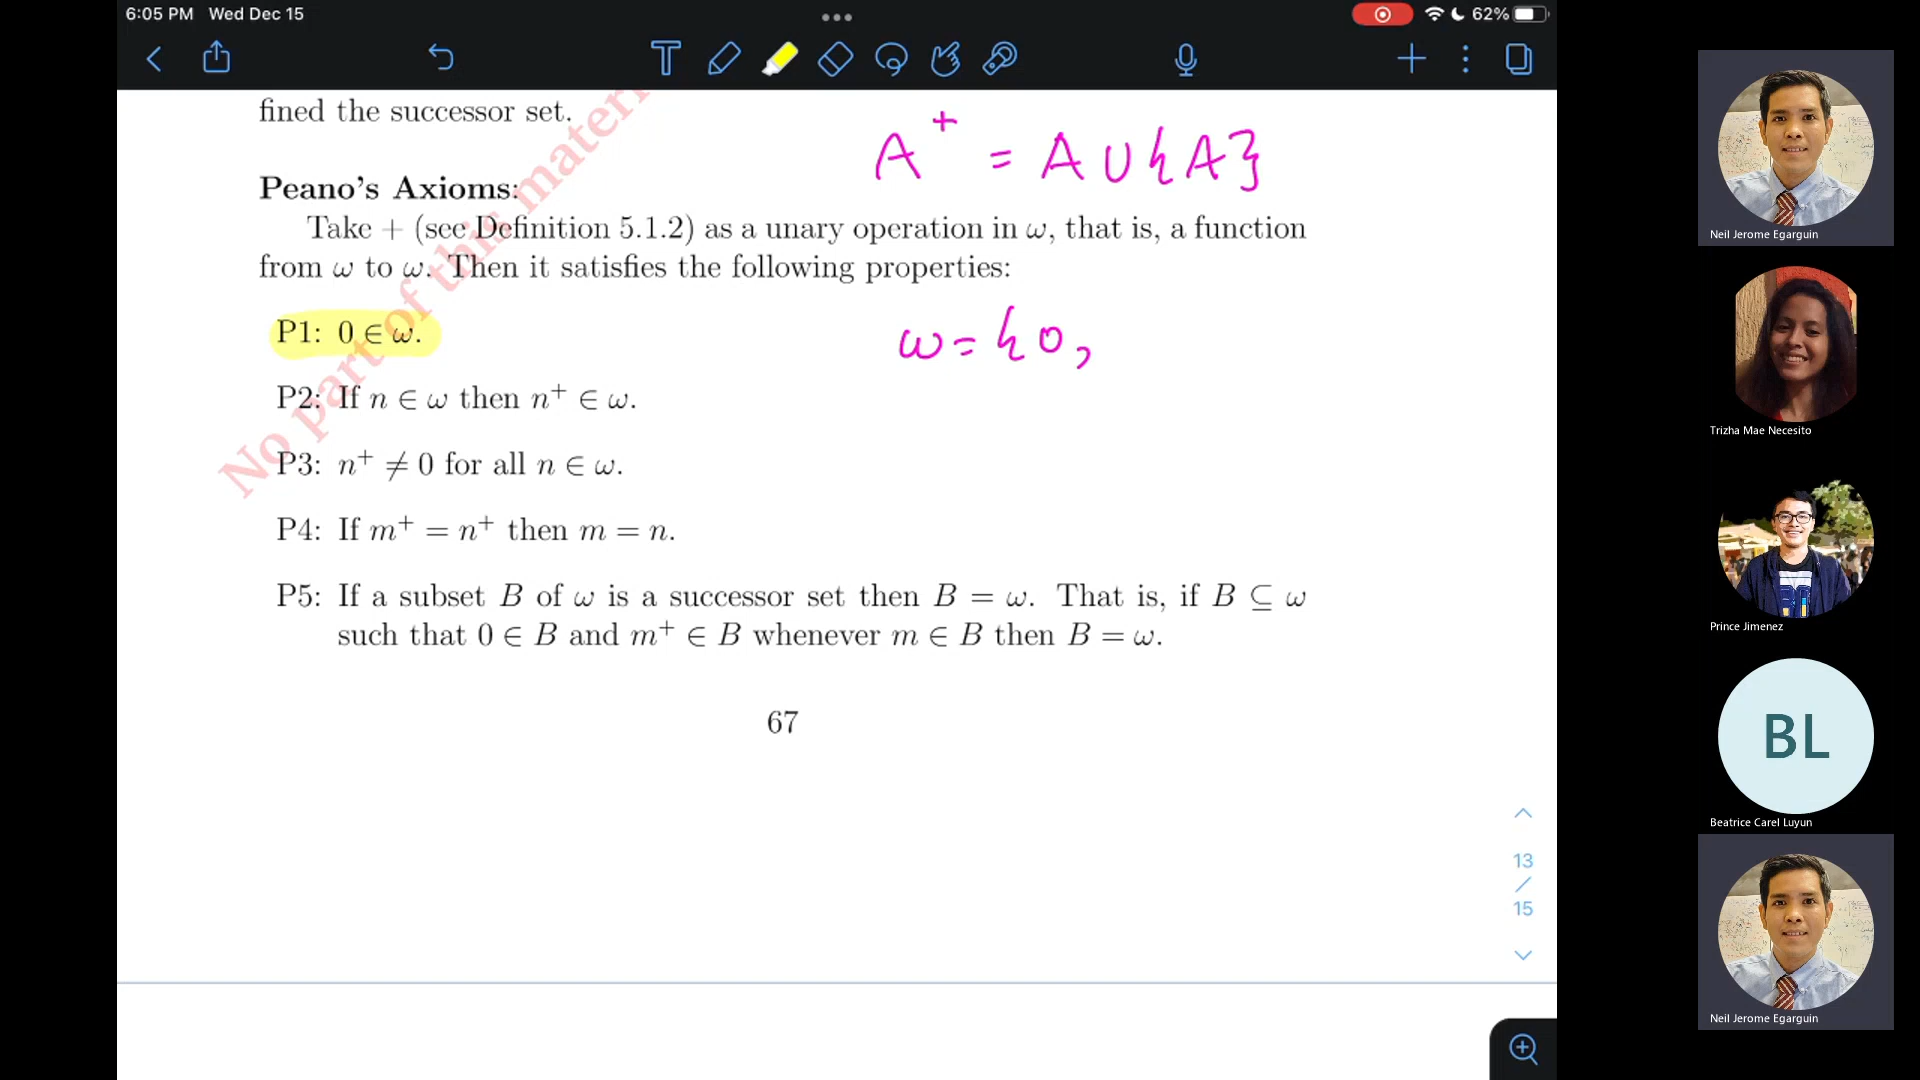 6:05 PM Wed Dec 15
62%
fined the successor set.
A⁺ = A ∪ {A}
Peano's Axioms:
Take + (see Definition 5.1.2) as a unary operation in ω, that is, a function
from ω to ω. Then it satisfies the following properties:
P1: 0 ∈ ω.
ω = { 0,
P2: If n ∈ ω then n⁺ ∈ ω.
P3: n⁺ ≠ 0 for all n ∈ ω.
P4: If m⁺ = n⁺ then m = n.
P5: If a subset B of ω is a successor set then B = ω. That is, if B ⊆ ω
such that 0 ∈ B and m⁺ ∈ B whenever m ∈ B then B = ω.
No part of this materi
67
13
/
15
Neil Jerome Egarguin
Trizha Mae Necesito
Prince Jimenez
BL
Beatrice Carel Luyun
Neil Jerome Egarguin